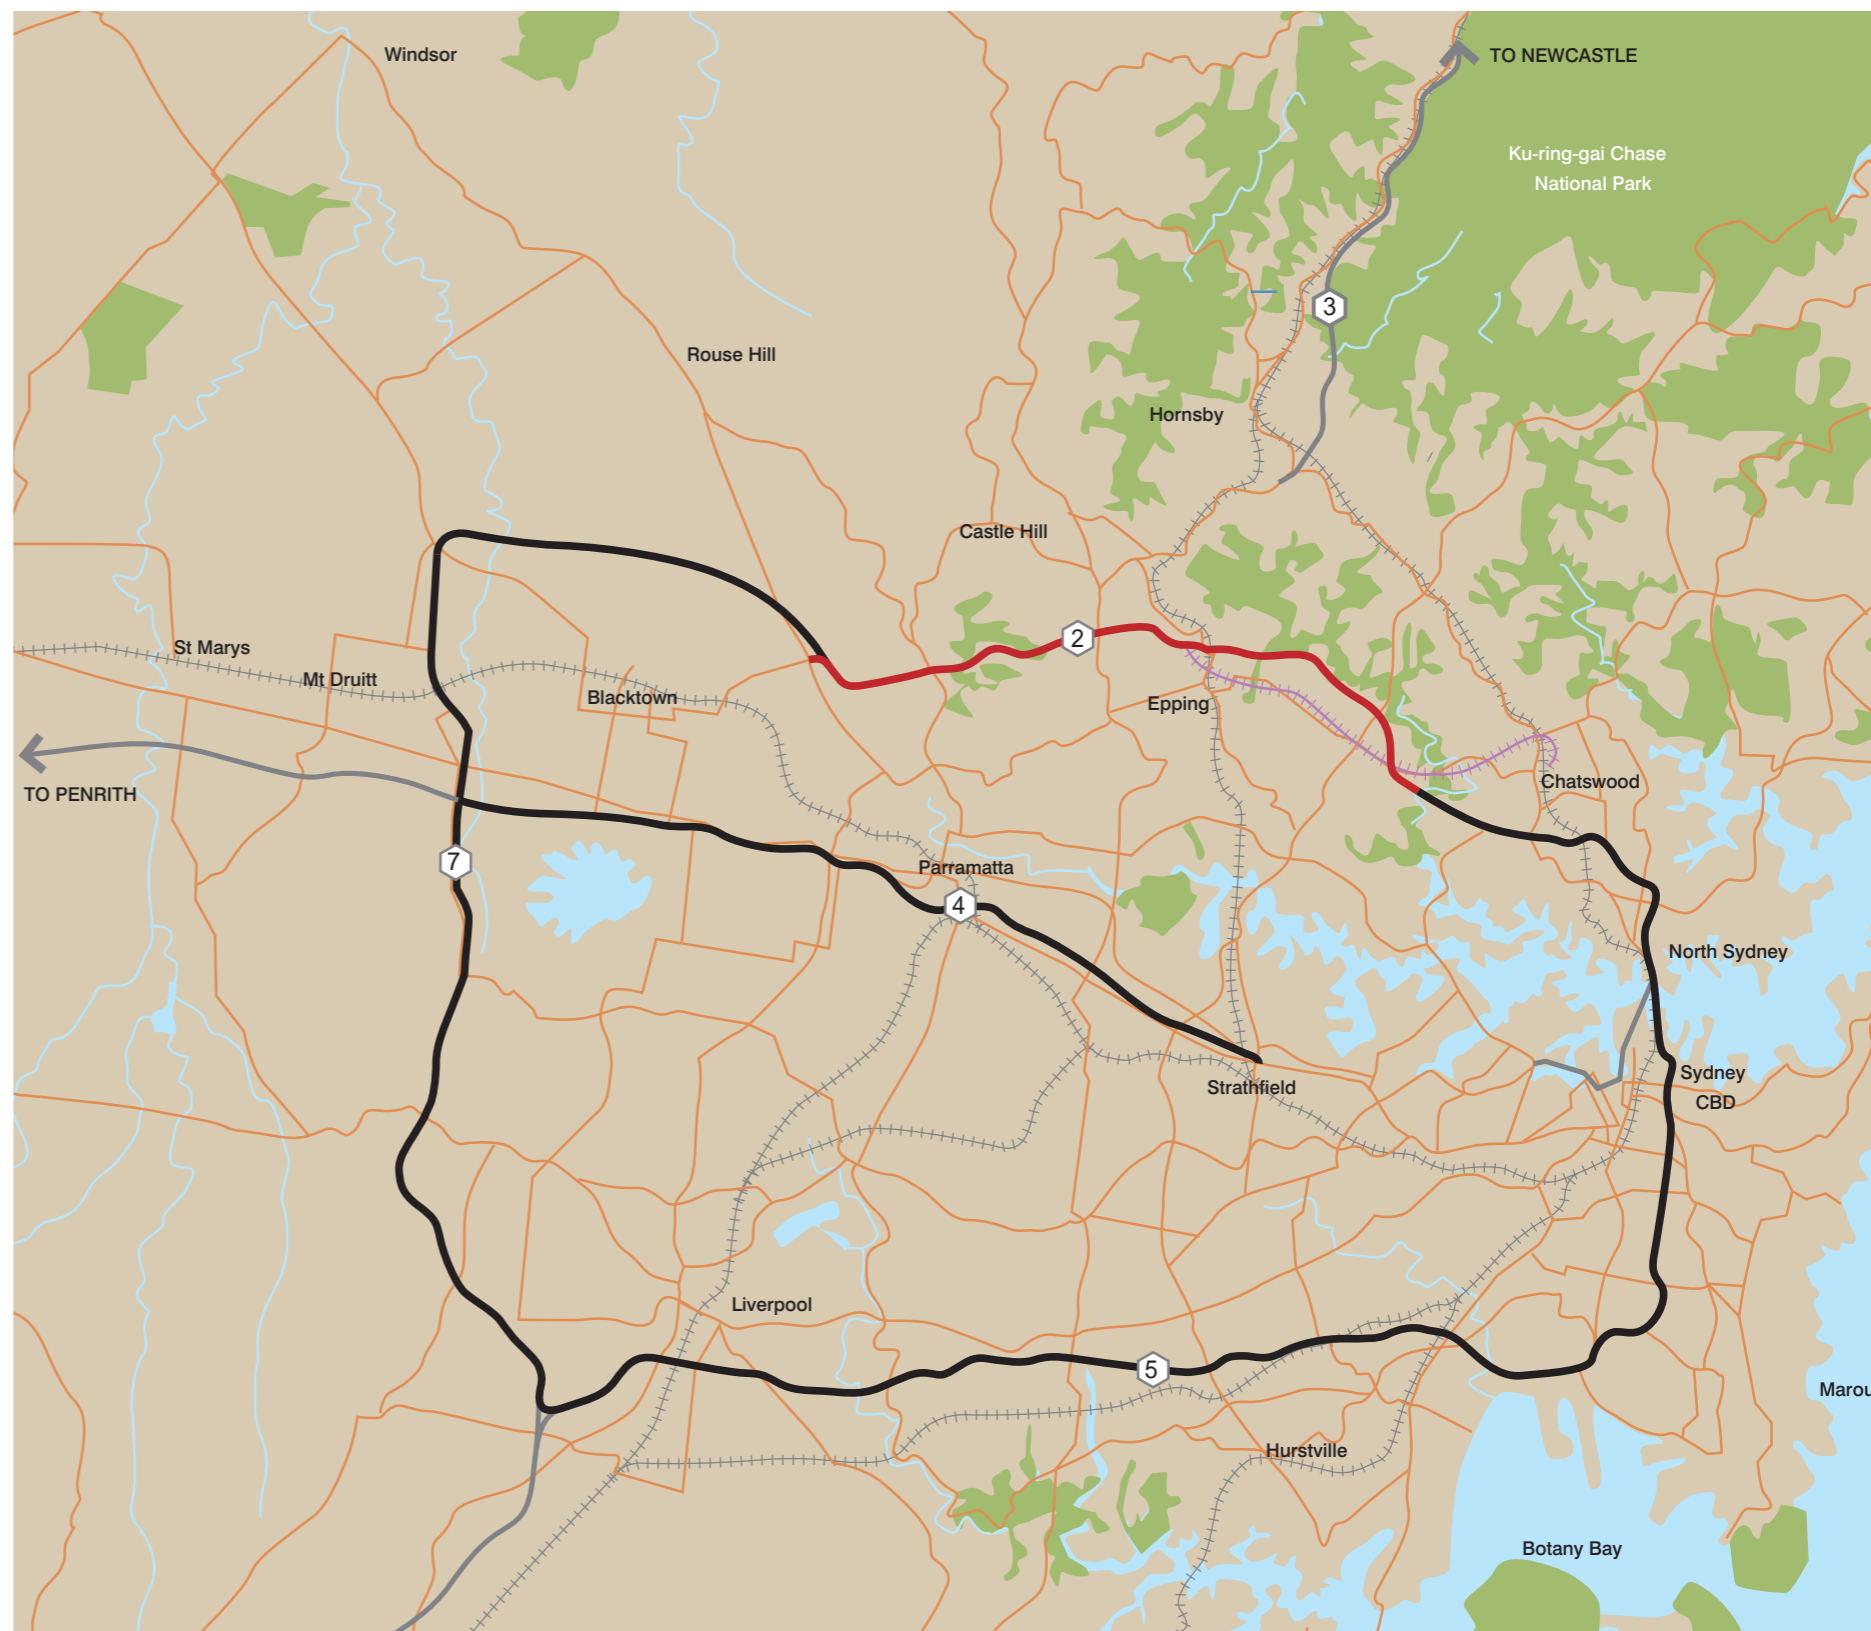 Windsor
TO NEWCASTLE
Ku-ring-gai Chase
National Park
3
Rouse Hill
Hornsby
Castle Hill
2
St Marys
Mt Druitt
Blacktown
Epping
TO PENRITH
Chatswood
7
Parramatta
4
North Sydney
Strathfield
Sydney
CBD
Liverpool
5
Marou
Hurstville
Botany Bay